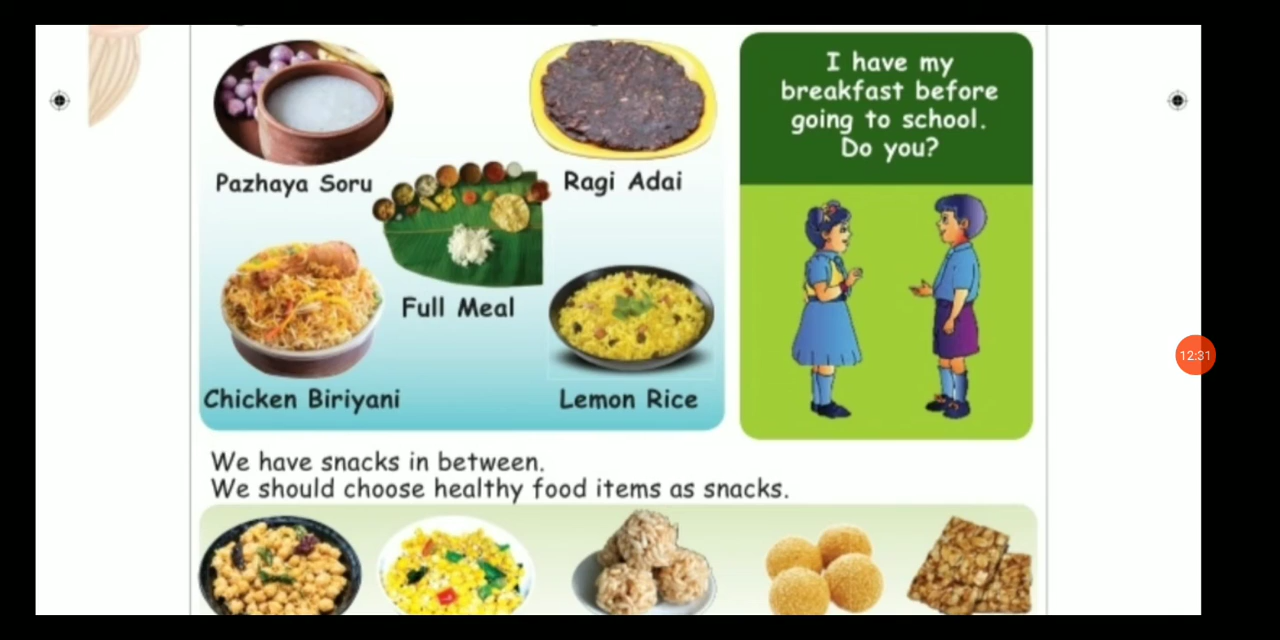 Pazhaya Soru
Ragi Adai
Full Meal
Chicken Biriyani
Lemon Rice
I have my
breakfast before
going to school.
Do you?
We have snacks in between.
We should choose healthy food items as snacks.
12:31